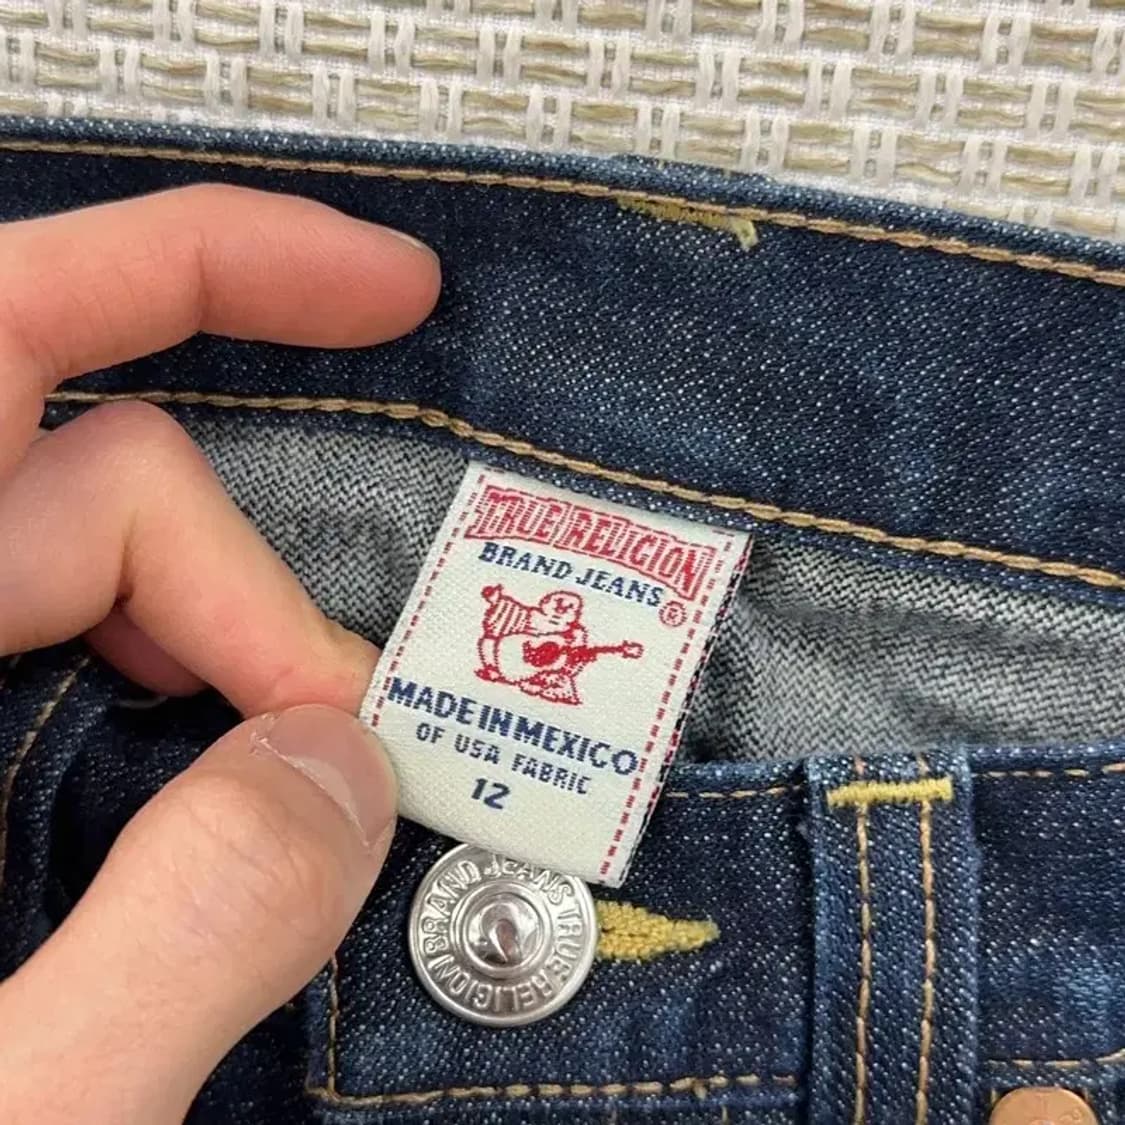 TRUE RELIGION
BRAND JEANS
®
MADE IN MEXICO
OF USA FABRIC
12
BRAND JEANS TRUE RELIGION